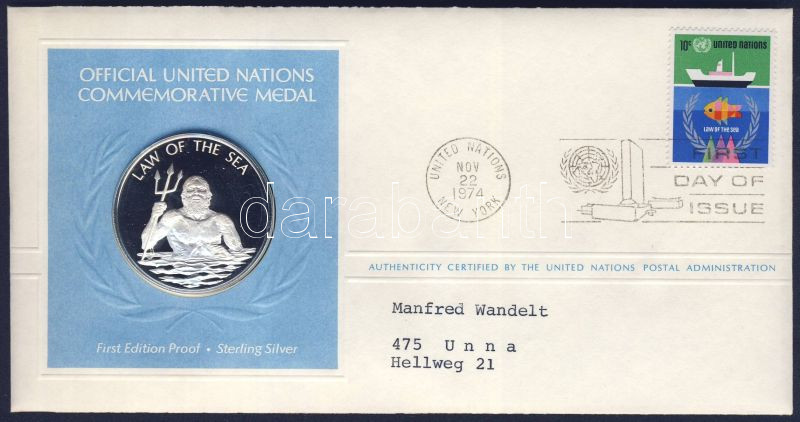 OFFICIAL UNITED NATIONS
COMMEMORATIVE MEDAL
LAW OF THE SEA
First Edition Proof • Sterling Silver
10c united nations
LAW OF THE SEA
UNITED NATIONS
NOV
22
1974
NEW YORK
FIRST
DAY OF
ISSUE
AUTHENTICITY CERTIFIED BY THE UNITED NATIONS POSTAL ADMINISTRATION
Manfred Wandelt
475 U n n a
Hellweg 21
darabanth